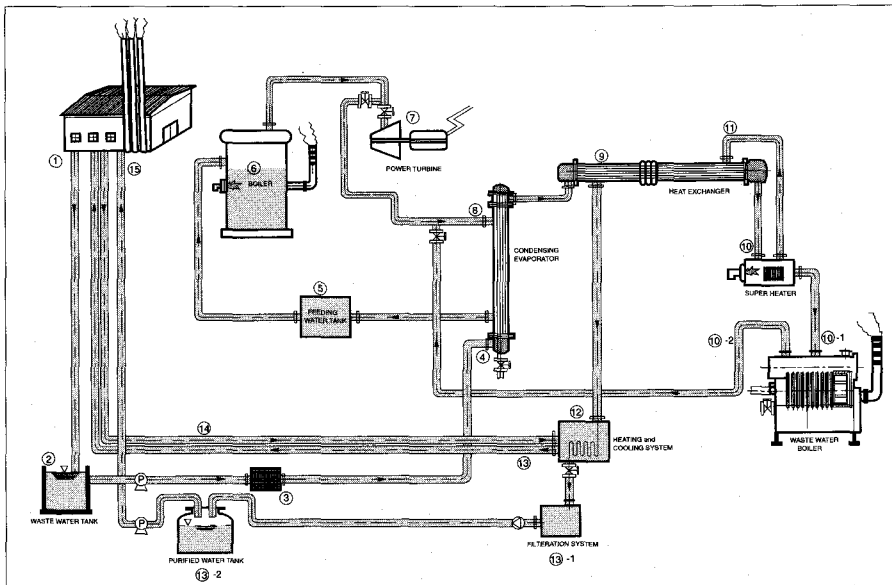 7
POWER TURBINE
1
15
6
BOILER
9
11
HEAT EXCHANGER
8
CONDENSING
EVAPORATOR
10
SUPER HEATER
5
FEEDING
WATER TANK
4
10-2
10-1
WASTE WATER
BOILER
12
HEATING and
COOLING SYSTEM
14
13
2
P
3
WASTE WATER TANK
P
PURIFIED WATER TANK
13-2
FILTERATION SYSTEM
13-1